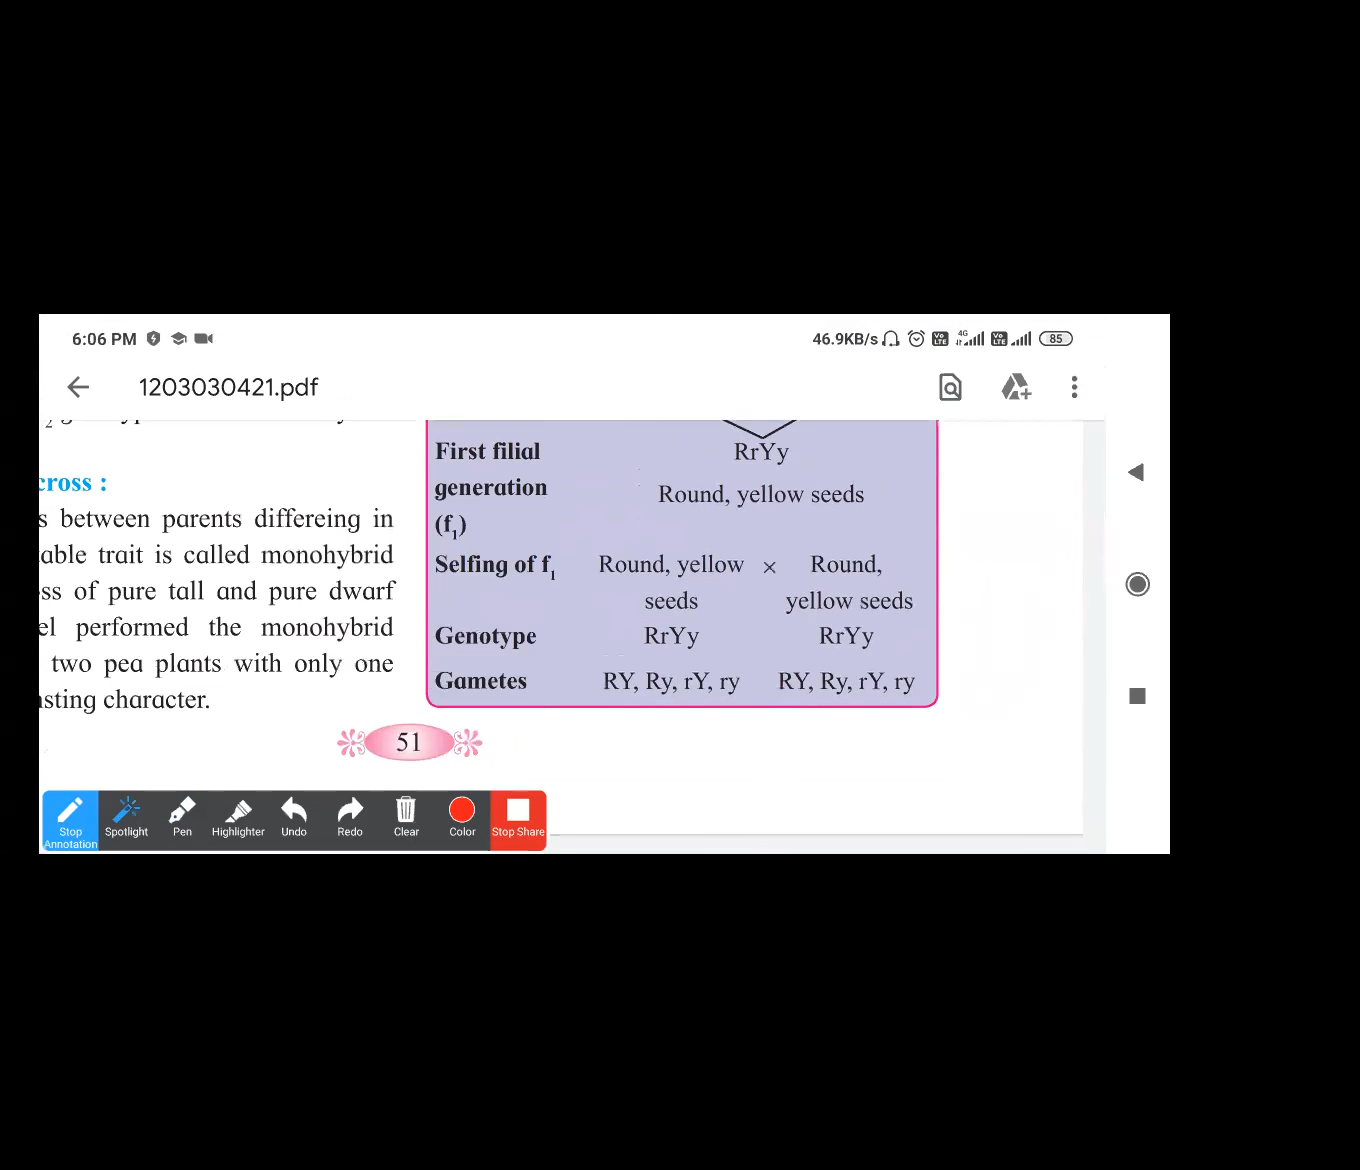 6:06 PM 46.9KB/s 4G 85
1203030421.pdf
cross :
s between parents differeing in
able trait is called monohybrid
ss of pure tall and pure dwarf
el performed the monohybrid
two pea plants with only one
sting character.
First filial RrYy
generation Round, yellow seeds
(f1)
Selfing of f1 Round, yellow × Round,
seeds yellow seeds
Genotype RrYy RrYy
Gametes RY, Ry, rY, ry RY, Ry, rY, ry
51
Stop Annotation Spotlight Pen Highlighter Undo Redo Clear Color Stop Share